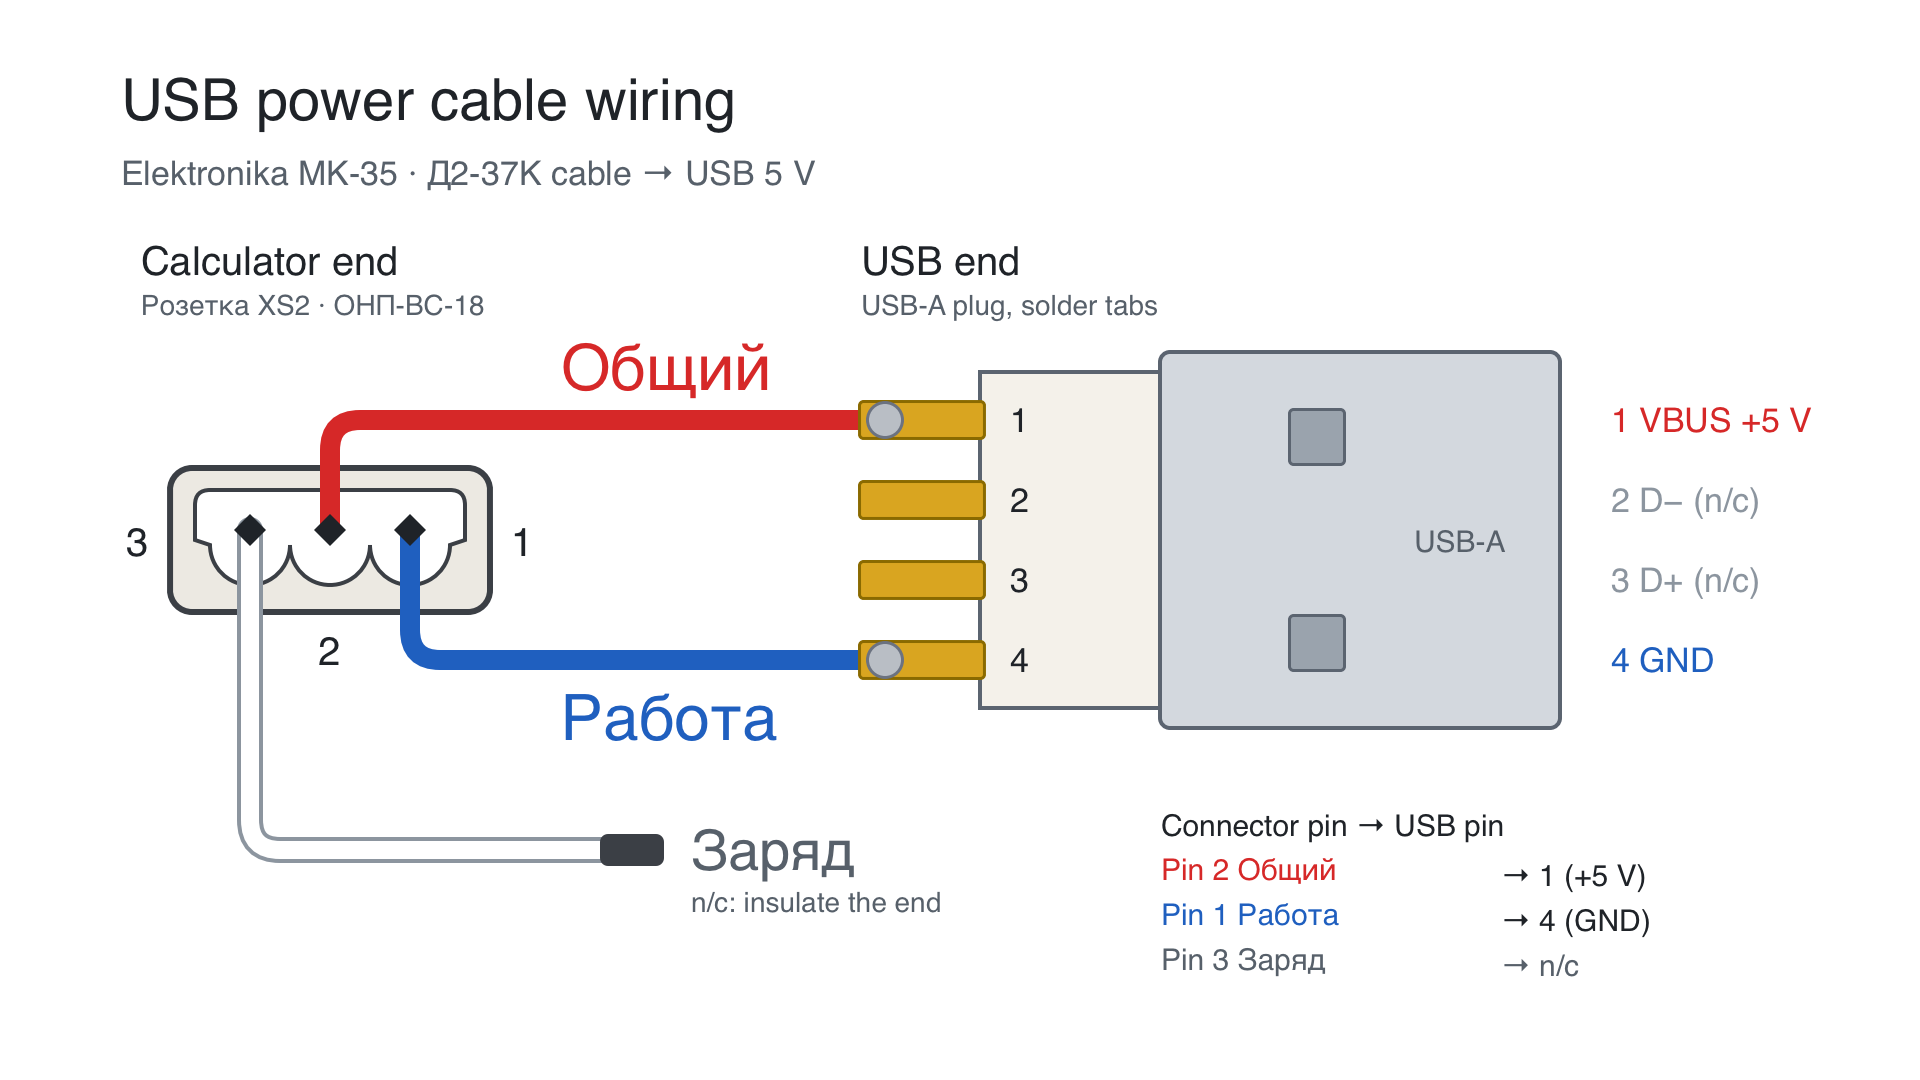 USB power cable wiring
Elektronika MK-35 · Д2-37К cable → USB 5 V
Calculator end
Розетка XS2 · ОНП-ВС-18
USB end
USB-A plug, solder tabs
Общий
1
1 VBUS +5 V
2
2 D− (n/c)
3
1
USB-A
3
3 D+ (n/c)
2
4
4 GND
Работа
Заряд
n/c: insulate the end
Connector pin → USB pin
Pin 2 Общий → 1 (+5 V)
Pin 1 Работа → 4 (GND)
Pin 3 Заряд → n/c